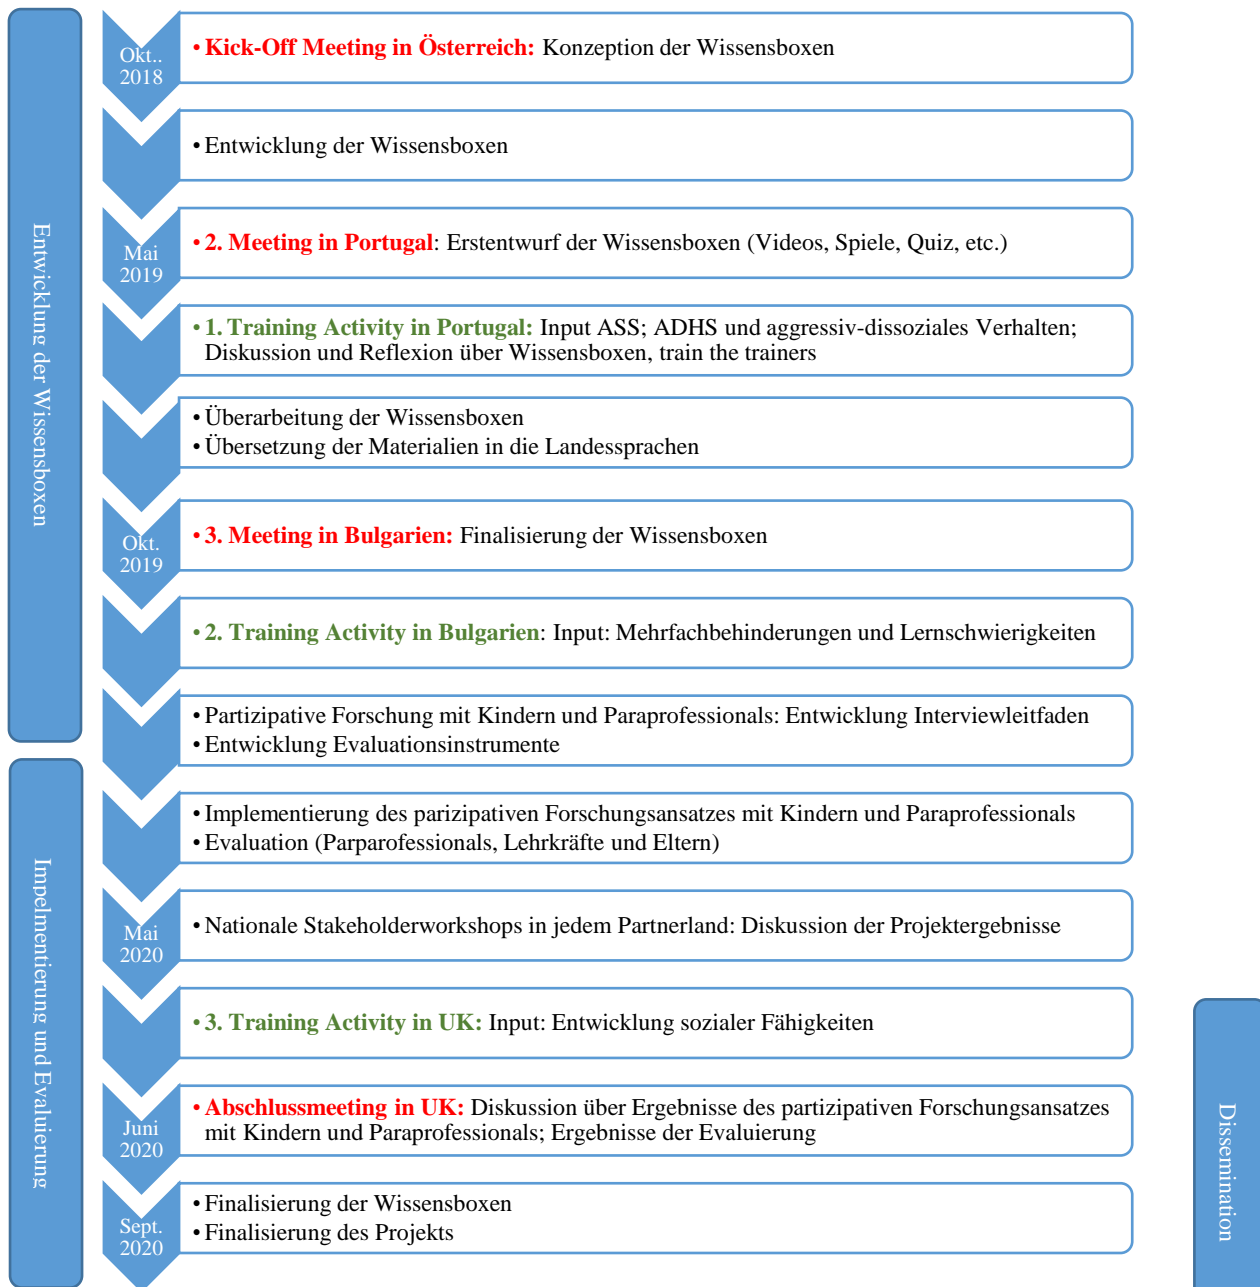 Entwicklung der Wissensboxen
Okt..
2018
• Kick-Off Meeting in Österreich: Konzeption der Wissensboxen
• Entwicklung der Wissensboxen
Mai
2019
• 2. Meeting in Portugal: Erstentwurf der Wissensboxen (Videos, Spiele, Quiz, etc.)
• 1. Training Activity in Portugal: Input ASS; ADHS und aggressiv-dissoziales Verhalten;
Diskussion und Reflexion über Wissensboxen, train the trainers
• Überarbeitung der Wissensboxen
• Übersetzung der Materialien in die Landessprachen
Okt.
2019
• 3. Meeting in Bulgarien: Finalisierung der Wissensboxen
• 2. Training Activity in Bulgarien: Input: Mehrfachbehinderungen und Lernschwierigkeiten
• Partizipative Forschung mit Kindern und Paraprofessionals: Entwicklung Interviewleitfaden
• Entwicklung Evaluationsinstrumente
Impelmentierung und Evaluierung
• Implementierung des parizipativen Forschungsansatzes mit Kindern und Paraprofessionals
• Evaluation (Parparofessionals, Lehrkräfte und Eltern)
Mai
2020
• Nationale Stakeholderworkshops in jedem Partnerland: Diskussion der Projektergebnisse
• 3. Training Activity in UK: Input: Entwicklung sozialer Fähigkeiten
Juni
2020
• Abschlussmeeting in UK: Diskussion über Ergebnisse des partizipativen Forschungsansatzes
mit Kindern und Paraprofessionals; Ergebnisse der Evaluierung
Sept.
2020
• Finalisierung der Wissensboxen
• Finalisierung des Projekts
Dissemination